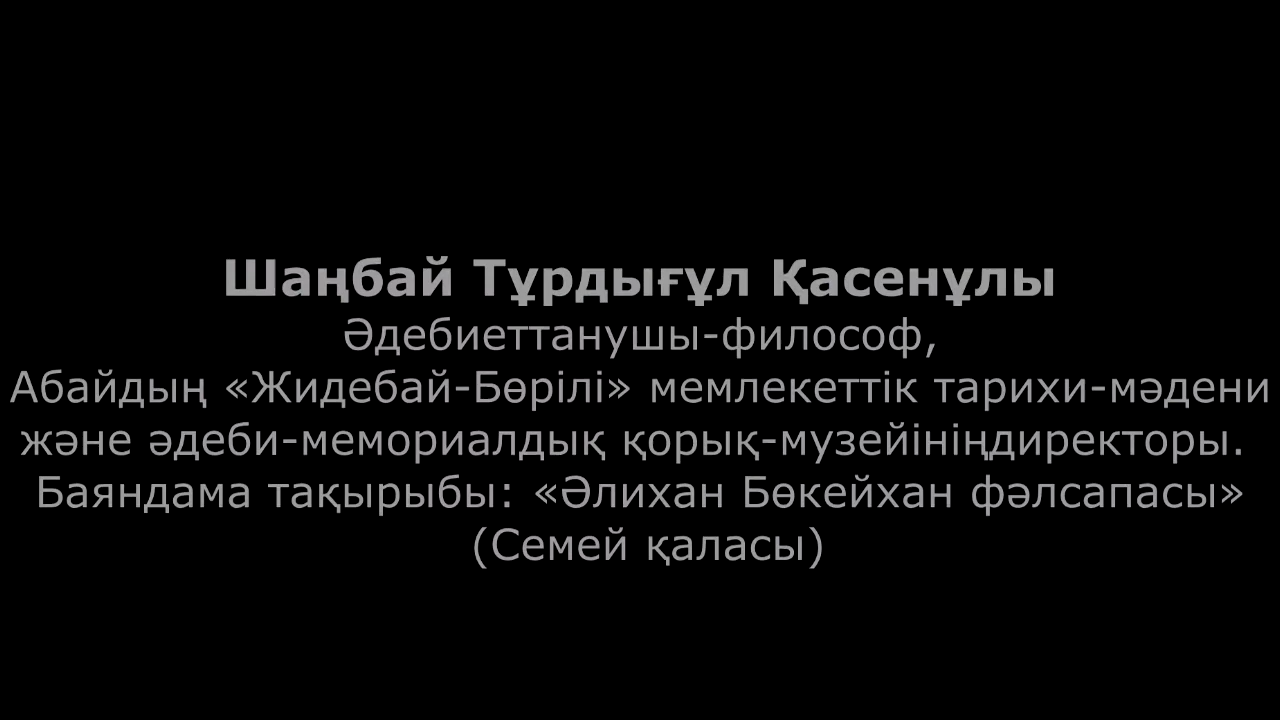 Шаңбай Тұрдығұл Қасенұлы
Әдебиеттанушы-философ,
Абайдың «Жидебай-Бөрілі» мемлекеттік тарихи-мәдени
және әдеби-мемориалдық қорық-музейініңдиректоры.
Баяндама тақырыбы: «Әлихан Бөкейхан фәлсапасы»
(Семей қаласы)